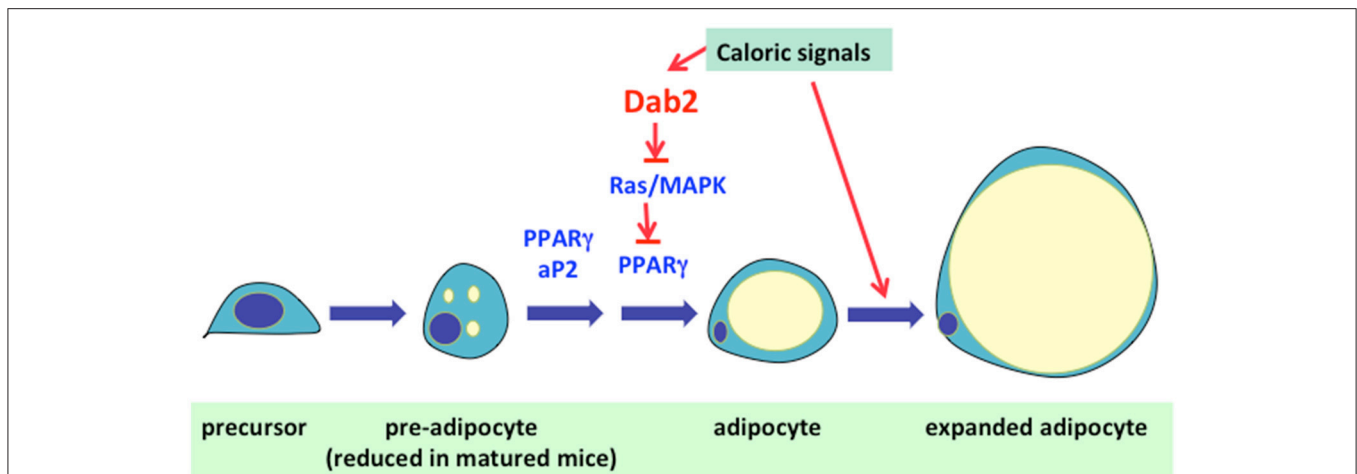 Caloric signals
Dab2
Ras/MAPK
PPARγ
aP2
PPARγ
precursor
pre-adipocyte
(reduced in matured mice)
adipocyte
expanded adipocyte